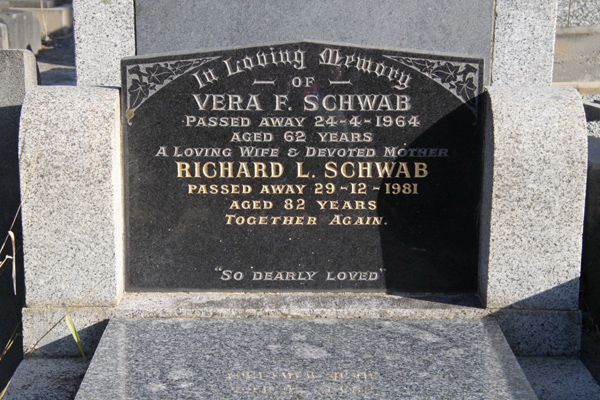 In Loving Memory
— OF —
VERA F. SCHWAB
PASSED AWAY 24-4-1964
AGED 62 YEARS
A LOVING WIFE & DEVOTED MOTHER
RICHARD L. SCHWAB
PASSED AWAY 29-12-1981
AGED 82 YEARS
TOGETHER AGAIN.
"SO DEARLY LOVED"